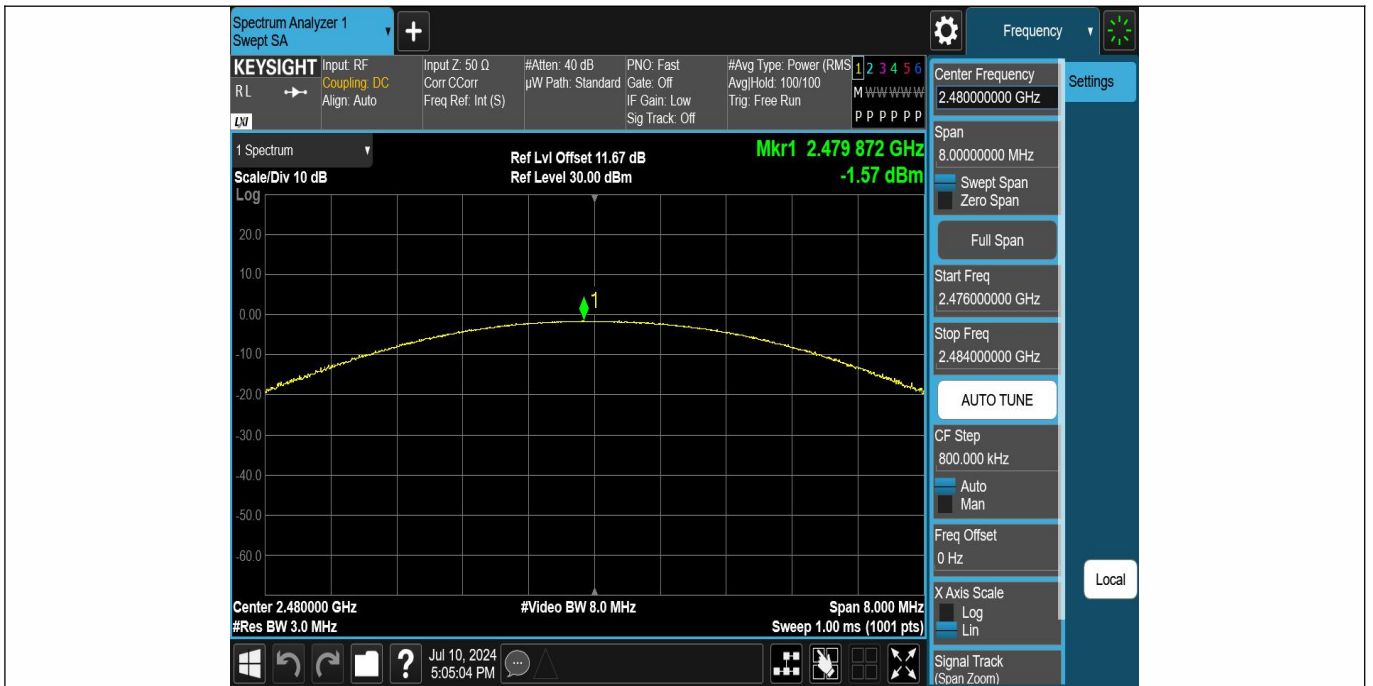 Spectrum Analyzer 1
Swept SA
+
Frequency
KEYSIGHT
RL
LXI
Input: RF
Coupling: DC
Align: Auto
Input Z: 50 Ω
Corr CCorr
Freq Ref: Int (S)
#Atten: 40 dB
µW Path: Standard
PNO: Fast
Gate: Off
IF Gain: Low
Sig Track: Off
#Avg Type: Power (RMS
Avg|Hold: 100/100
Trig: Free Run
1 2 3 4 5 6
M W W W W W
P P P P P P
Center Frequency
2.480000000 GHz
Settings
1 Spectrum
Scale/Div 10 dB
Ref Lvl Offset 11.67 dB
Ref Level 30.00 dBm
Mkr1 2.479 872 GHz
-1.57 dBm
Span
8.00000000 MHz
Swept Span
Zero Span
Full Span
Start Freq
2.476000000 GHz
Stop Freq
2.484000000 GHz
AUTO TUNE
CF Step
800.000 kHz
Auto
Man
Freq Offset
0 Hz
X Axis Scale
Log
Lin
Signal Track
(Span Zoom)
Local
Log
20.0
10.0
0.00
-10.0
-20.0
-30.0
-40.0
-50.0
-60.0
1
Center 2.480000 GHz
#Video BW 8.0 MHz
Span 8.000 MHz
#Res BW 3.0 MHz
Sweep 1.00 ms (1001 pts)
?
Jul 10, 2024
5:05:04 PM